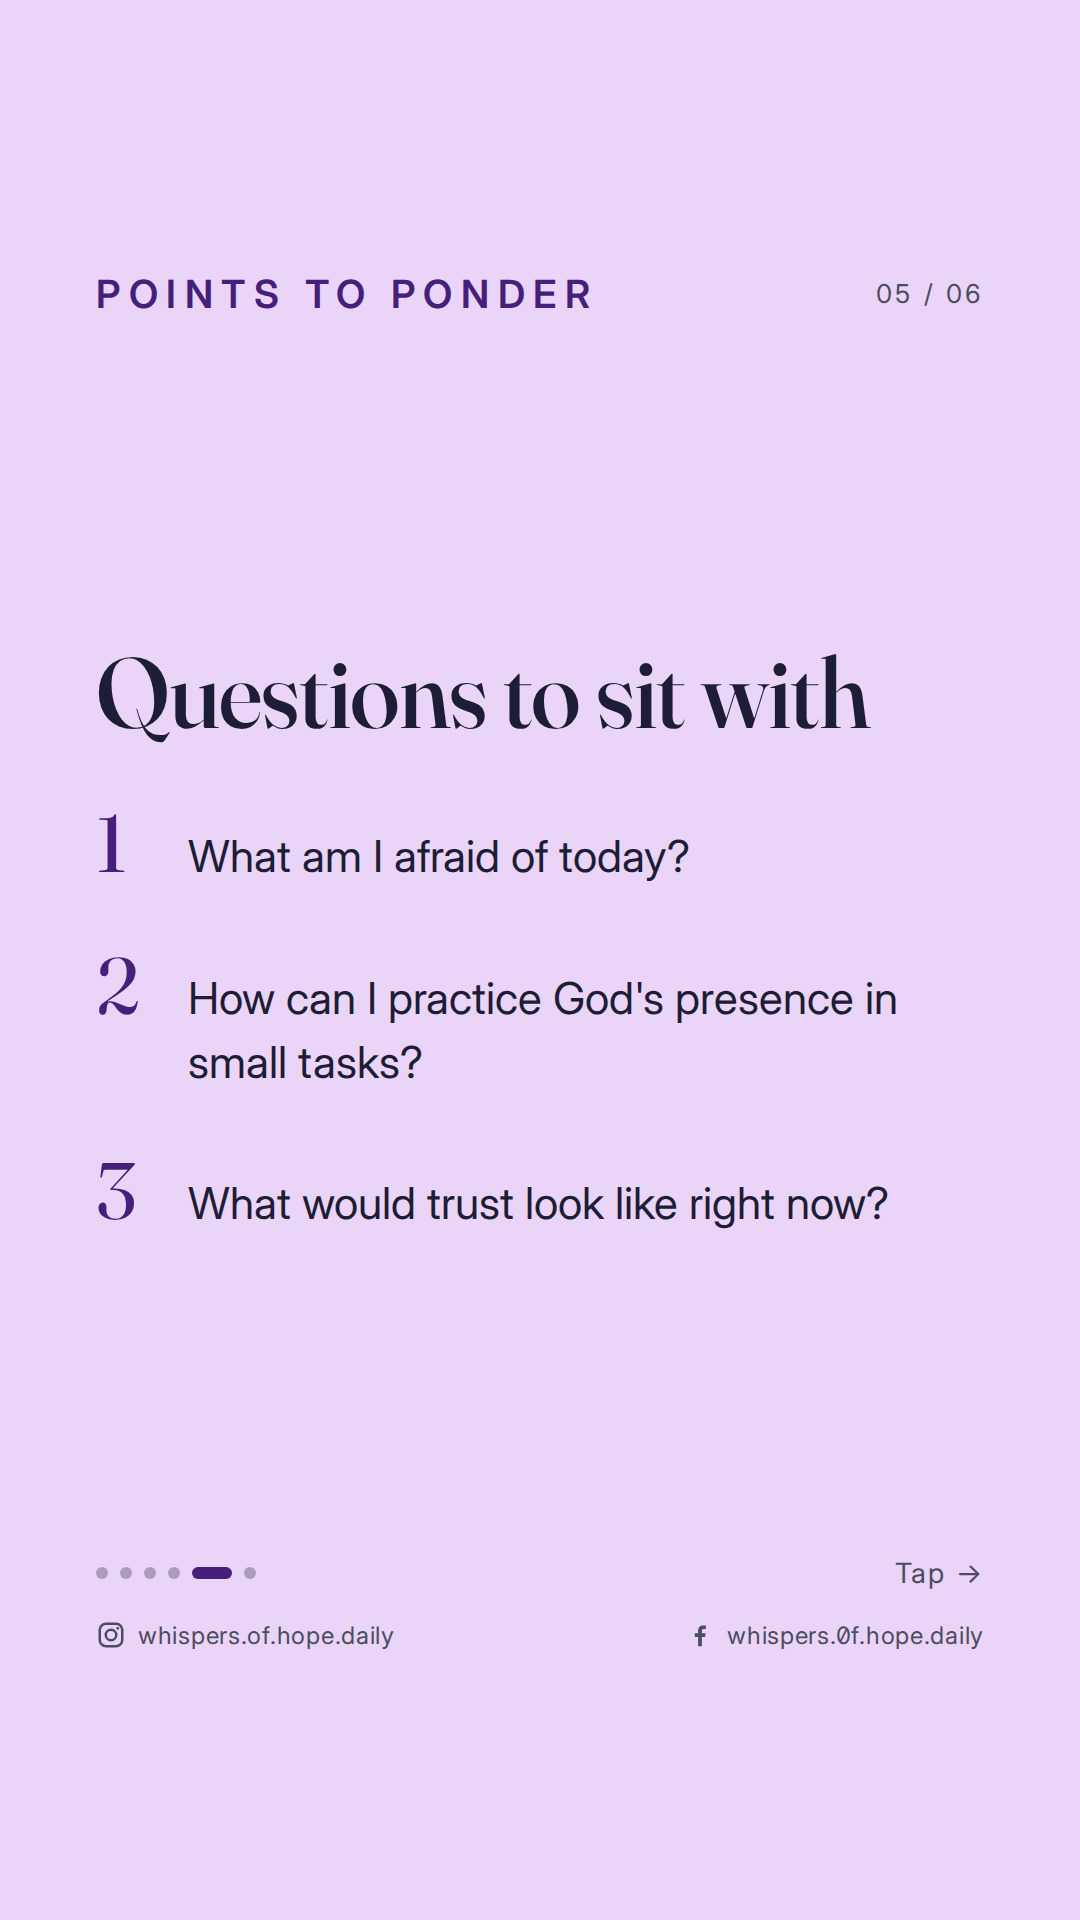 POINTS TO PONDER
05 / 06
Questions to sit with
1 What am I afraid of today?
2 How can I practice God's presence in
small tasks?
3 What would trust look like right now?
Tap →
whispers.of.hope.daily
whispers.0f.hope.daily